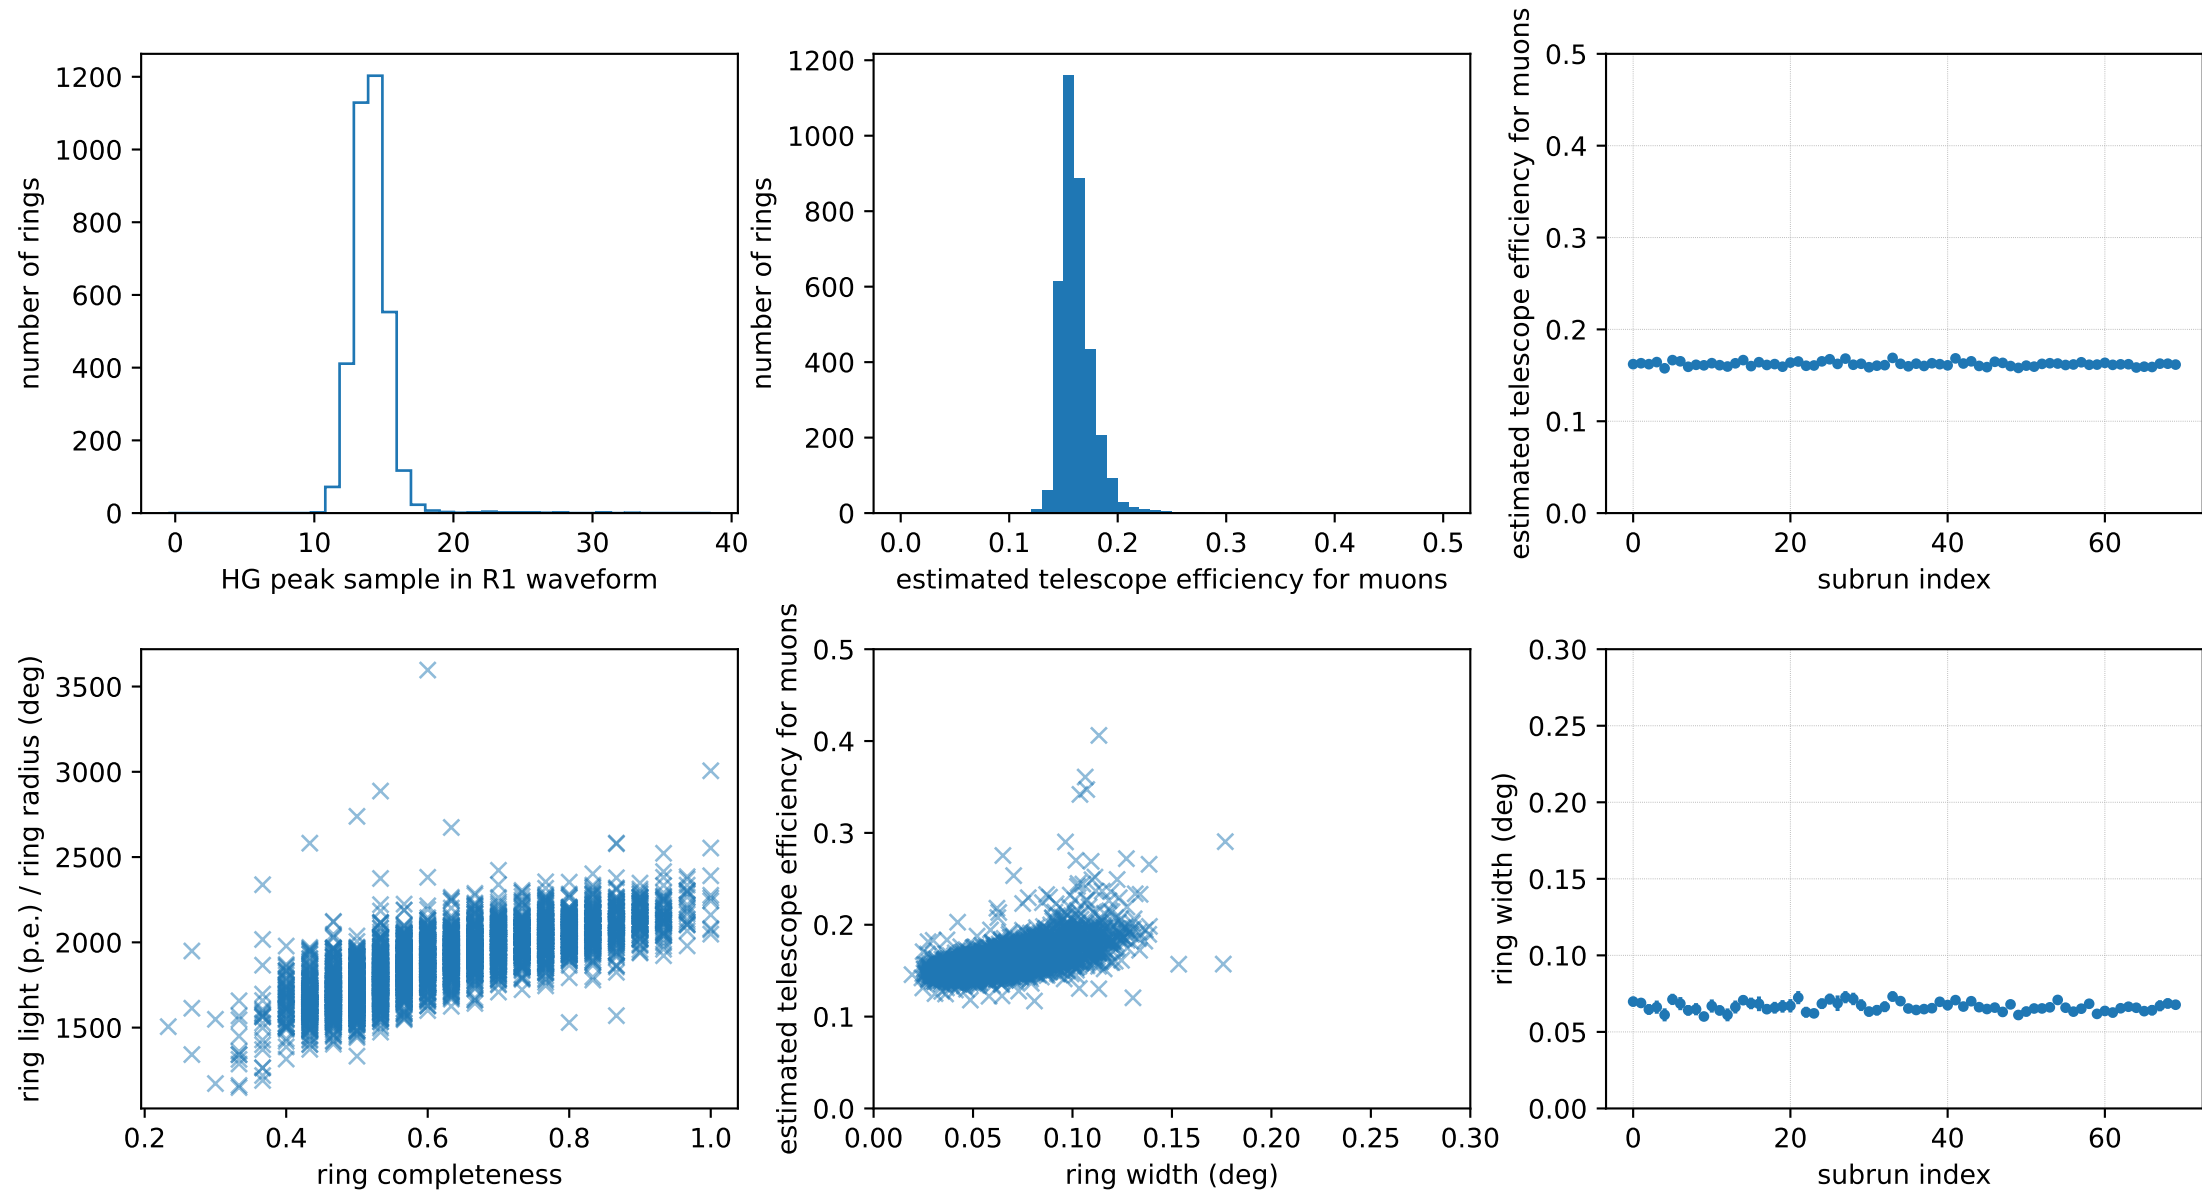 number of rings
1200
1000
800
600
400
200
0
0 10 20 30 40
HG peak sample in R1 waveform
number of rings
1200
1000
800
600
400
200
0
0.0 0.1 0.2 0.3 0.4 0.5
estimated telescope efficiency for muons
estimated telescope efficiency for muons
0.5
0.4
0.3
0.2
0.1
0.0
0 20 40 60
subrun index
ring light (p.e.) / ring radius (deg)
3500
3000
2500
2000
1500
0.2 0.4 0.6 0.8 1.0
ring completeness
estimated telescope efficiency for muons
0.5
0.4
0.3
0.2
0.1
0.0
0.00 0.05 0.10 0.15 0.20 0.25 0.30
ring width (deg)
ring width (deg)
0.30
0.25
0.20
0.15
0.10
0.05
0.00
0 20 40 60
subrun index